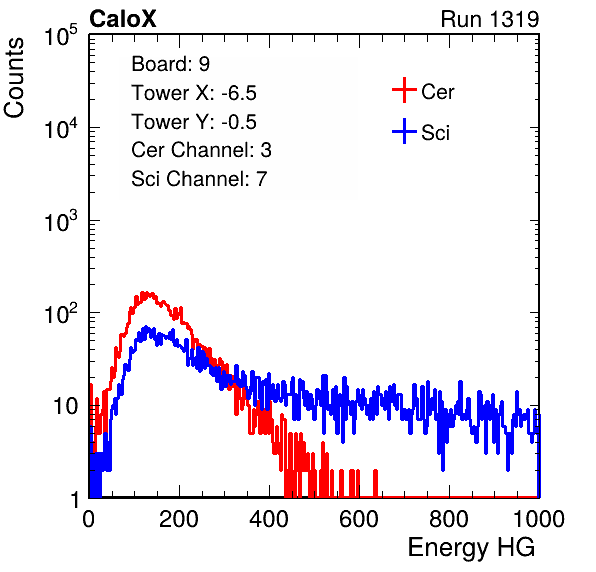 CaloX Run 1319
Counts
10^5
10^4
10^3
10^2
10
1
Board: 9
Tower X: -6.5
Tower Y: -0.5
Cer Channel: 3
Sci Channel: 7
Cer
Sci
0 200 400 600 800 1000
Energy HG